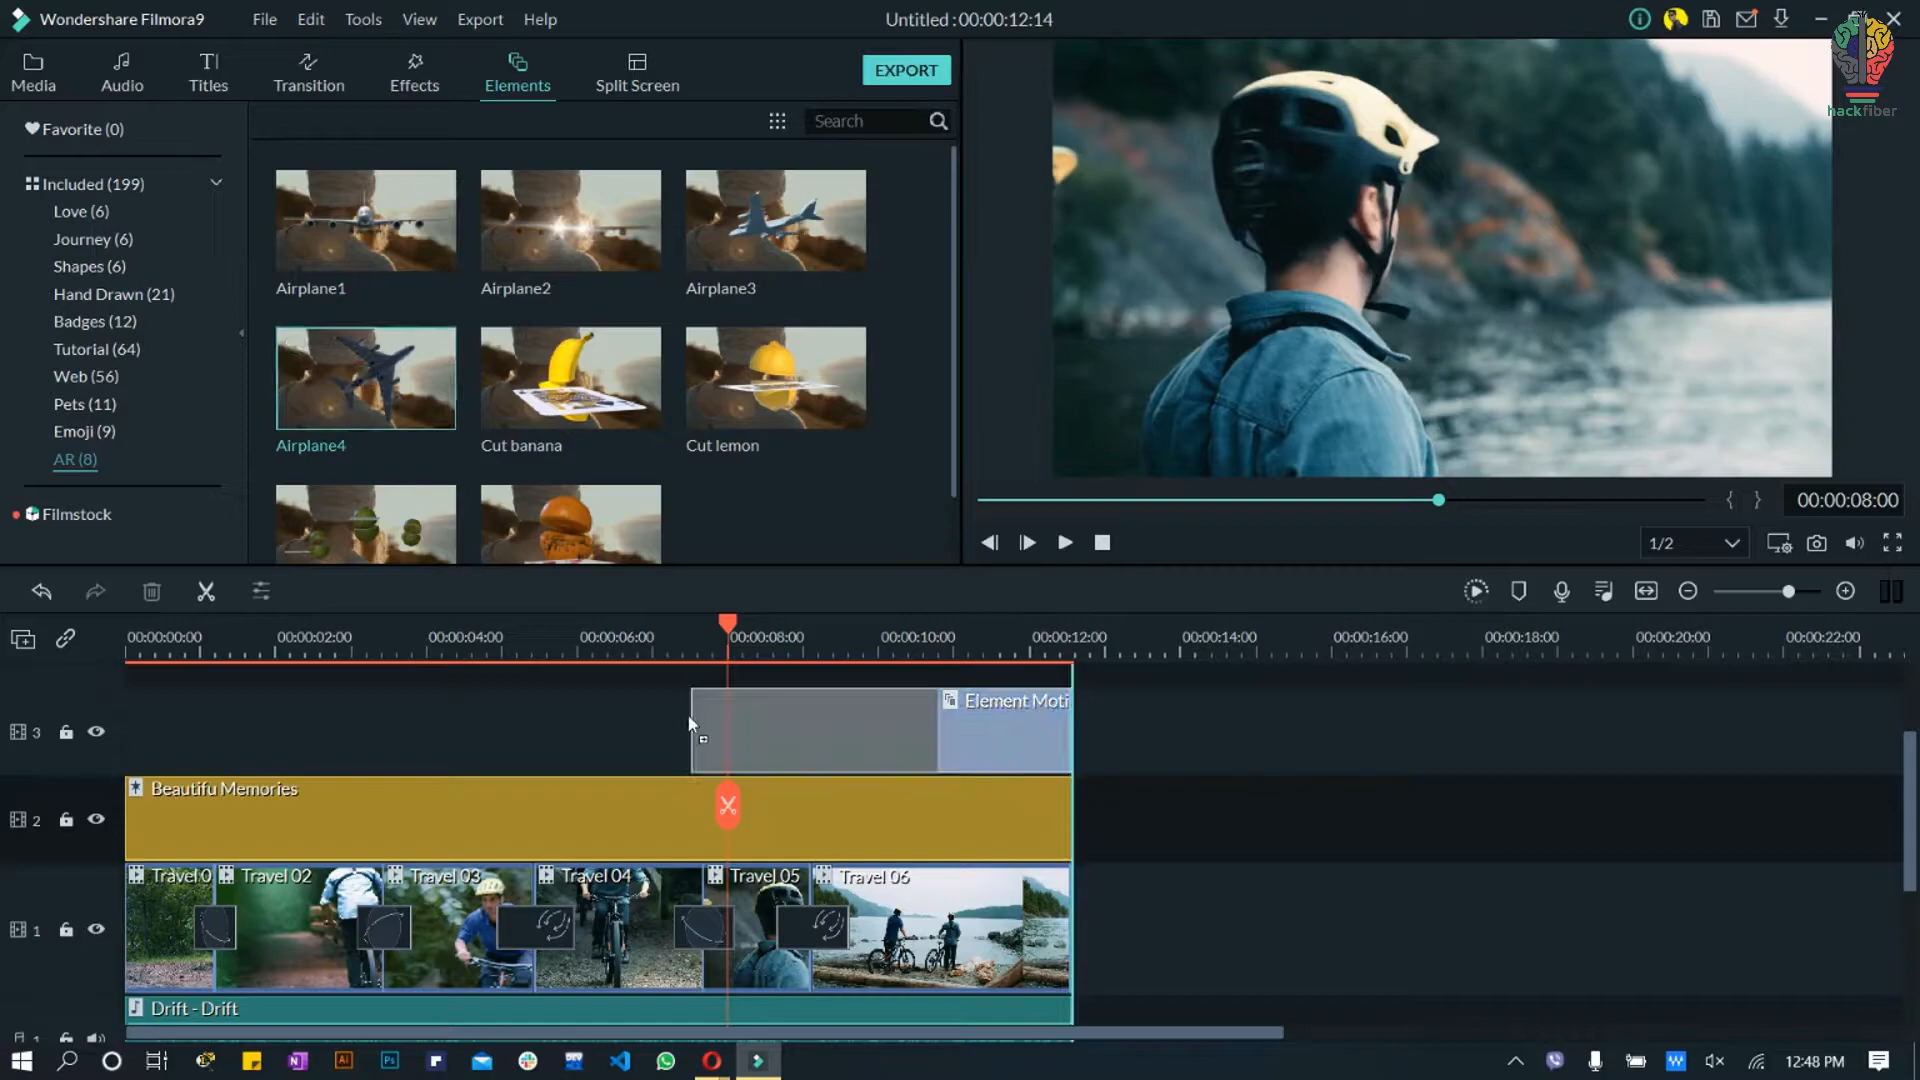 Wondershare Filmora9
File
Edit
Tools
View
Export
Help
Untitled : 00:00:12:14
Media
Audio
Titles
Transition
Effects
Elements
Split Screen
EXPORT
hackfiber
Favorite (0)
Search
Included (199)
Love (6)
Journey (6)
Shapes (6)
Hand Drawn (21)
Badges (12)
Tutorial (64)
Web (56)
Pets (11)
Emoji (9)
AR (8)
Filmstock
Airplane1
Airplane2
Airplane3
Airplane4
Cut banana
Cut lemon
00:00:08:00
1/2
00:00:00:00
00:00:02:00
00:00:04:00
00:00:06:00
00:00:08:00
00:00:10:00
00:00:12:00
00:00:14:00
00:00:16:00
00:00:18:00
00:00:20:00
00:00:22:00
3
Element Moti
2
Beautifu Memories
1
Travel 0
Travel 02
Travel 03
Travel 04
Travel 05
Travel 06
Drift - Drift
1
12:48 PM